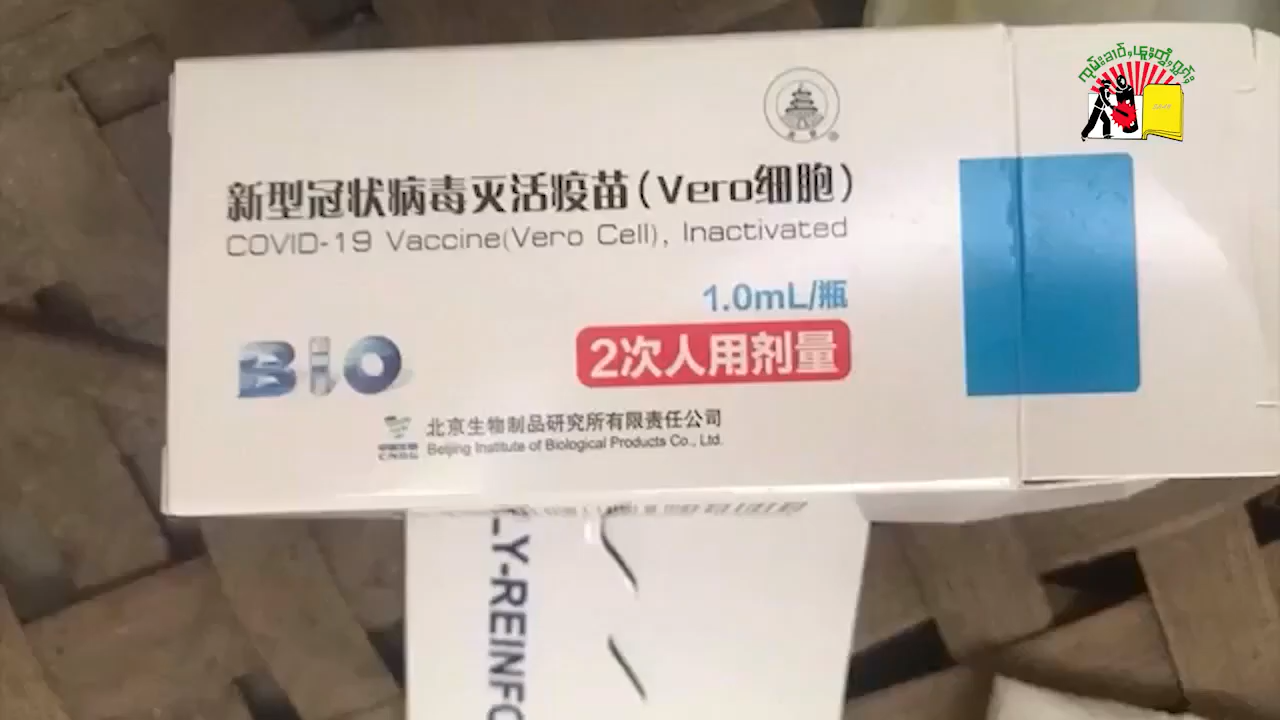 新型冠状病毒灭活疫苗(Vero细胞)
COVID-19 Vaccine(Vero Cell), Inactivated
1.0mL/瓶
2次人用剂量
BIO
北京生物制品研究所有限责任公司
Beijing Institute of Biological Products Co., Ltd.
CNBG
LY-REINFO